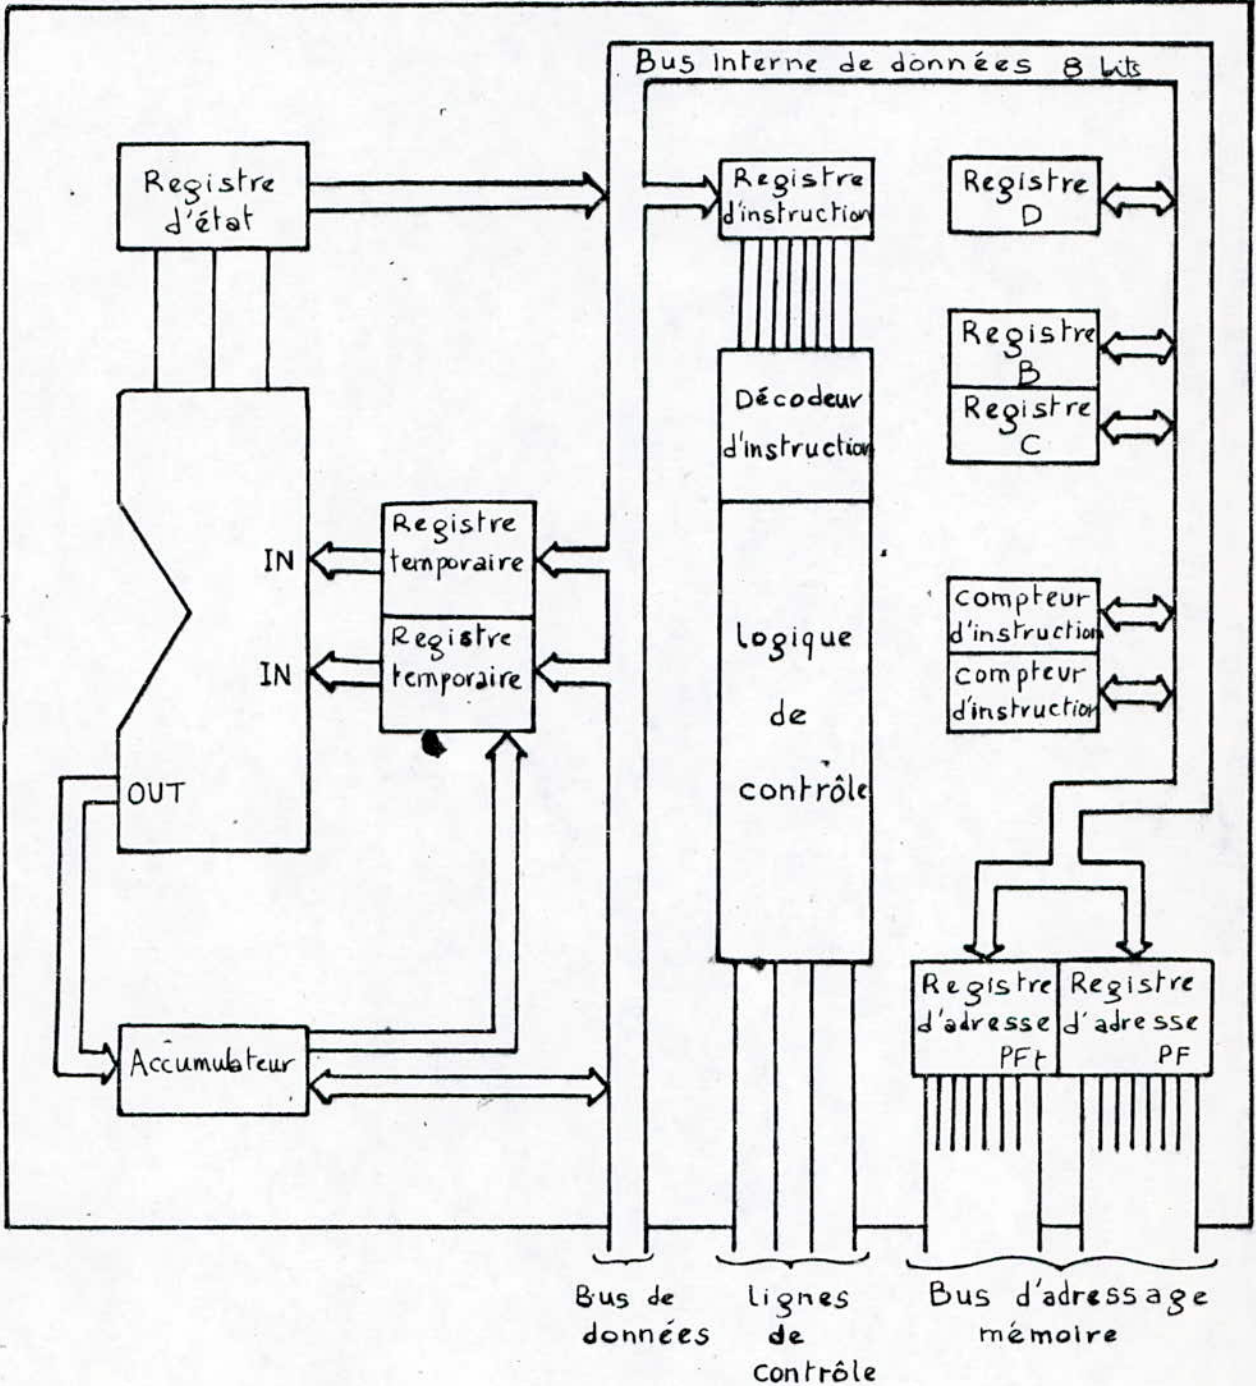 Bus Interne de données 8 bits
Registre
d'état
Registre
d'instruction
Registre
D
Registre
B
Registre
C
Décodeur
d'instruction
logique
de
contrôle
IN
IN
OUT
Registre
temporaire
Registre
temporaire
compteur
d'instruction
compteur
d'instruction
Accumulateur
Registre
d'adresse
PFt
Registre
d'adresse
PF
Bus de
données
lignes
de
contrôle
Bus d'adressage
mémoire